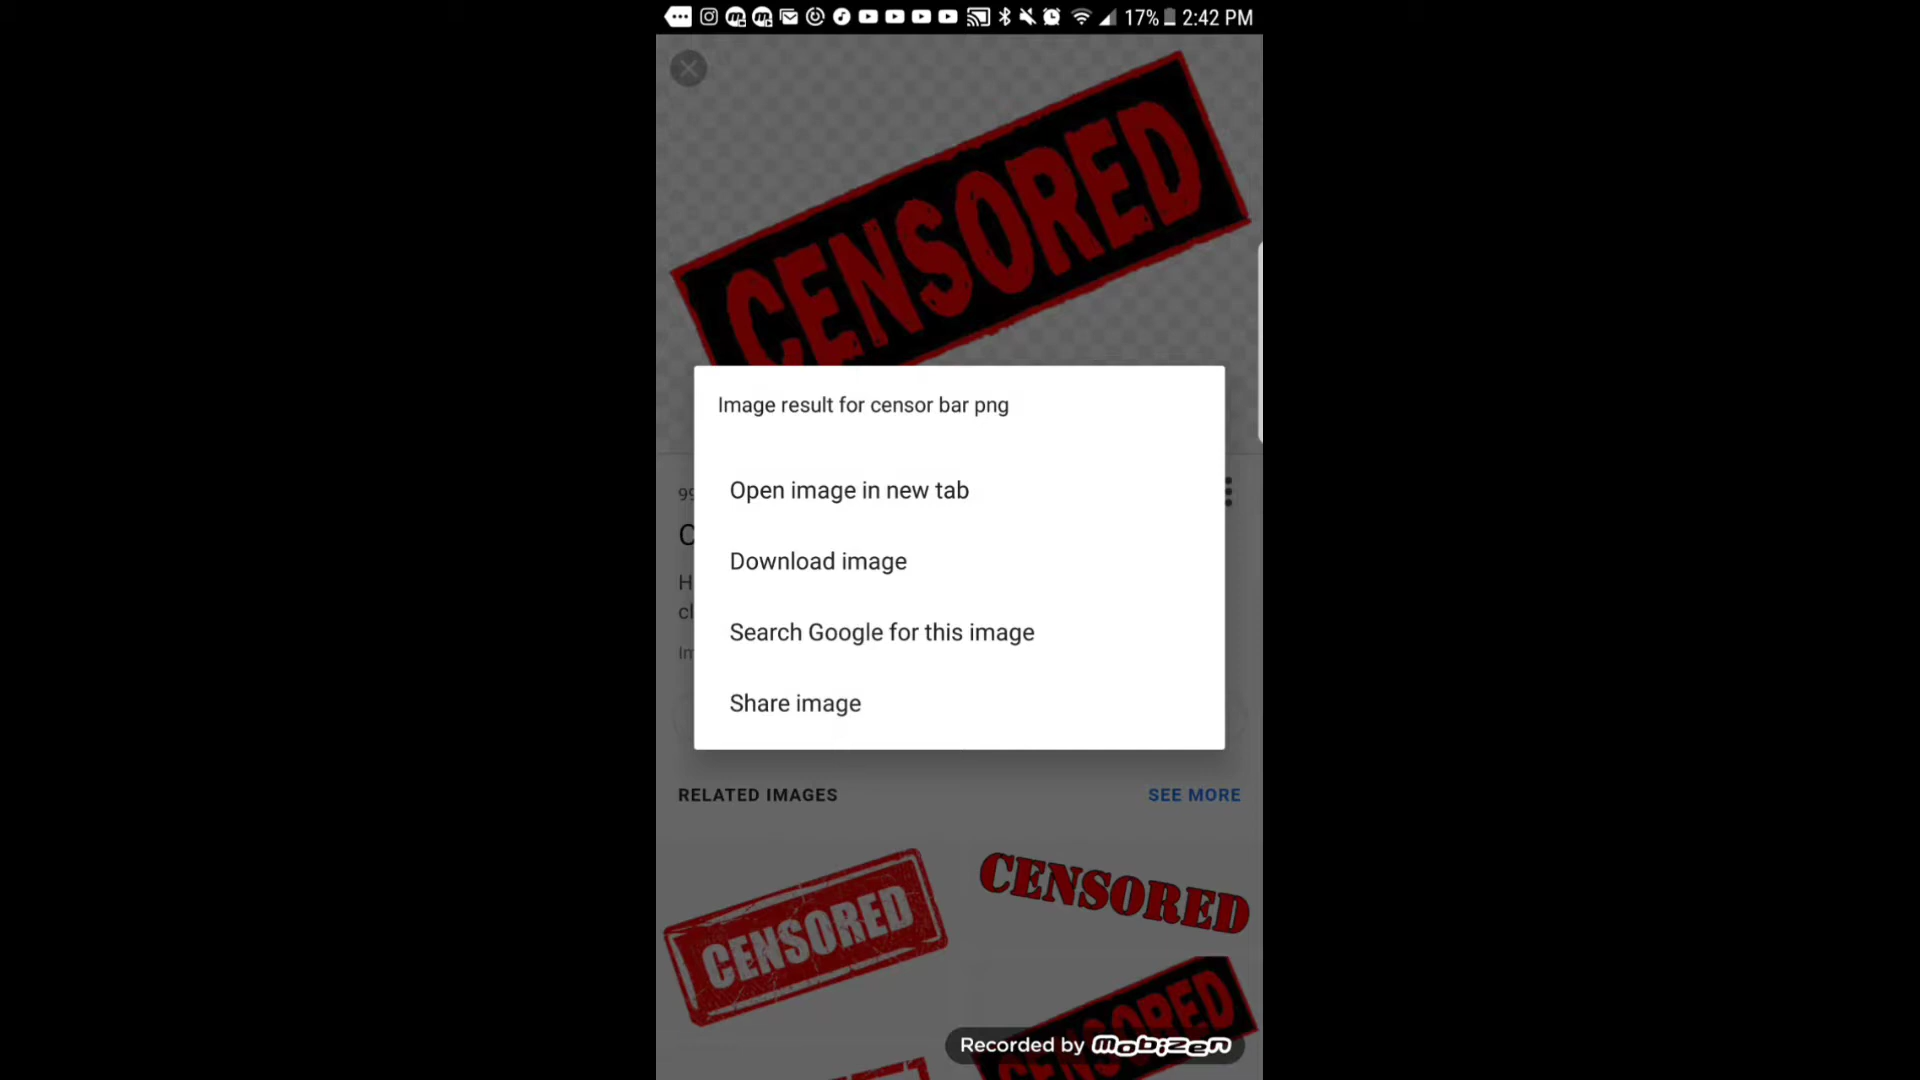 17% 2:42 PM
CENSORED
Image result for censor bar png
Open image in new tab
Download image
Search Google for this image
Share image
RELATED IMAGES SEE MORE
CENSORED
CENSORED
CENSORED
Recorded by Mobizen